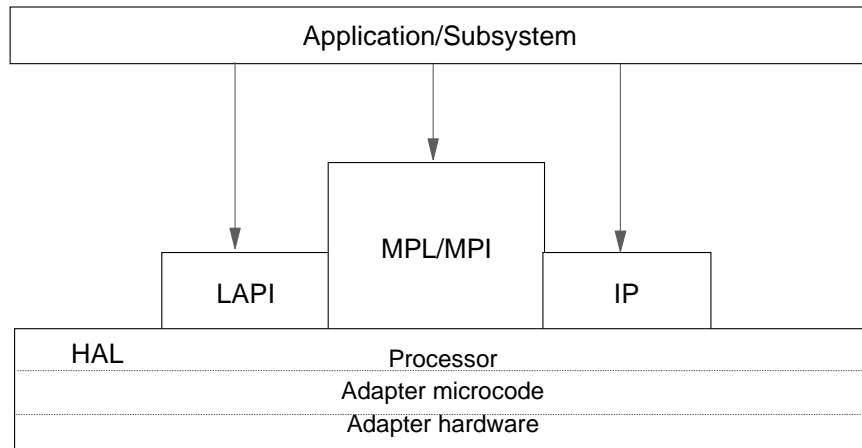 Application/Subsystem
MPL/MPI
LAPI
IP
HAL
Processor
Adapter microcode
Adapter hardware